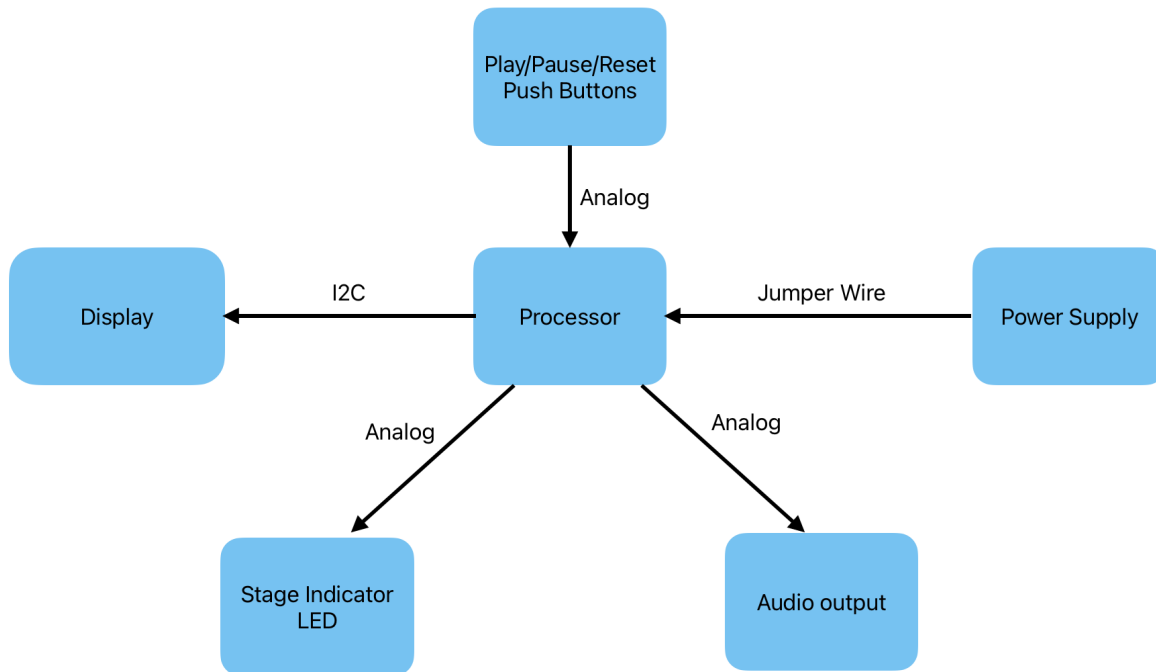 Play/Pause/Reset
Push Buttons
Analog
I2C
Jumper Wire
Display
Processor
Power Supply
Analog
Analog
Stage Indicator
LED
Audio output